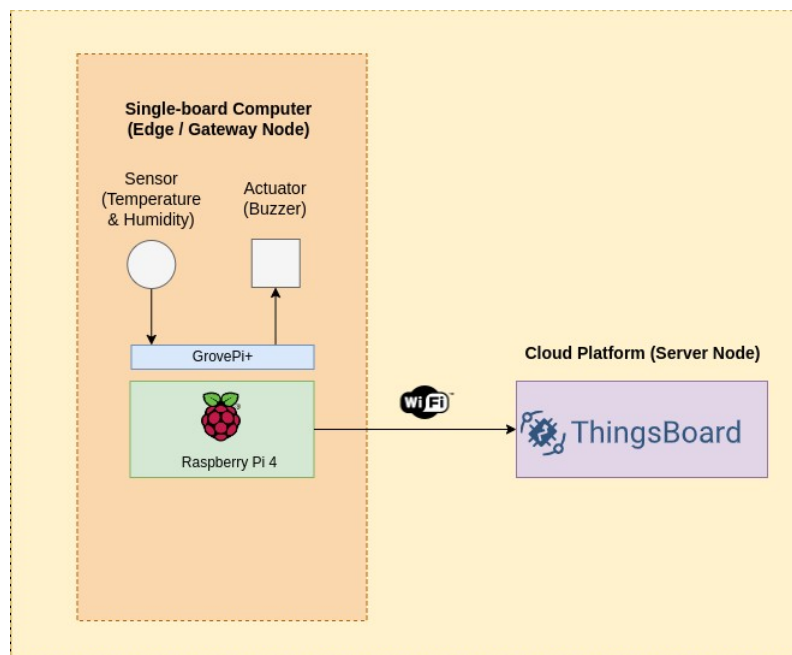 Single-board Computer
(Edge / Gateway Node)
Sensor
(Temperature
& Humidity)
Actuator
(Buzzer)
GrovePi+
Raspberry Pi 4
WiFi
Cloud Platform (Server Node)
ThingsBoard